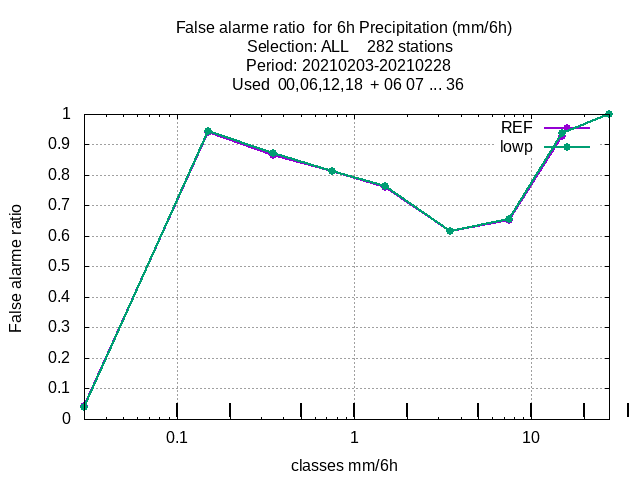 False alarme ratio  for 6h Precipitation (mm/6h)
Selection: ALL    282 stations
Period: 20210203-20210228
Used  00,06,12,18  + 06 07 ... 36
1
0.9
0.8
0.7
0.6
0.5
0.4
0.3
0.2
0.1
0
False alarme ratio
REF
lowp
0.1
1
10
classes mm/6h